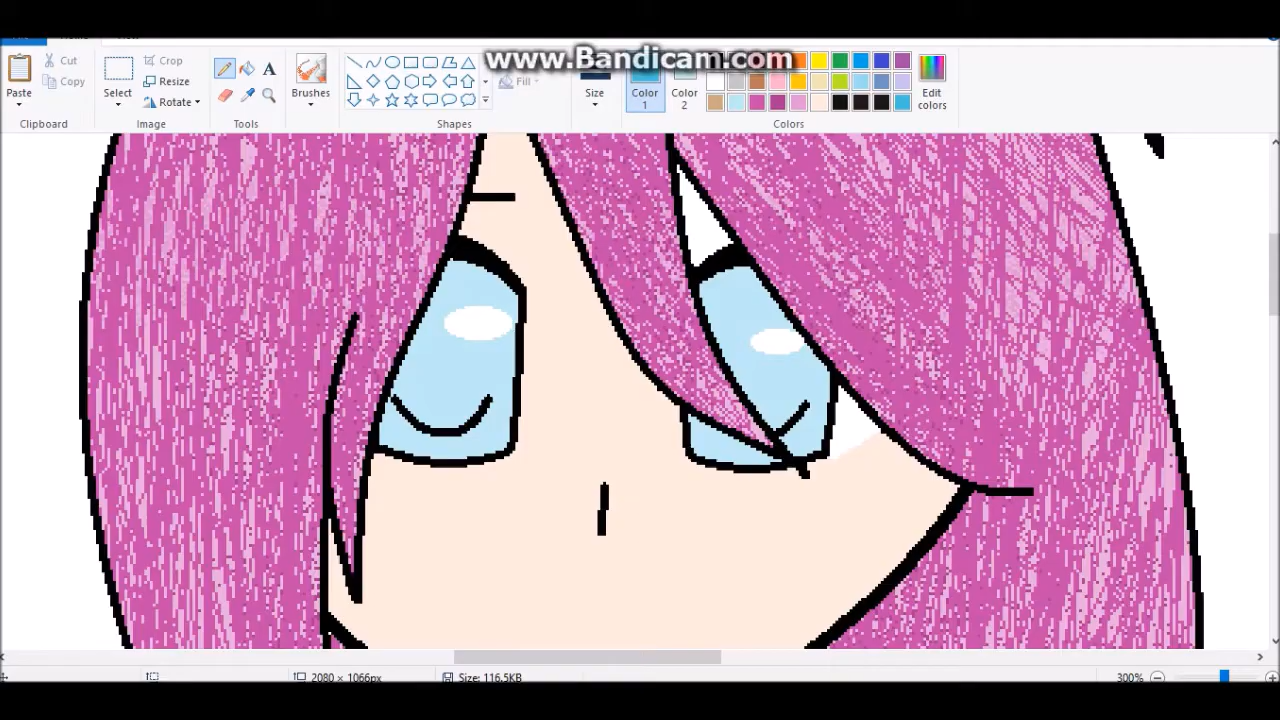 www.Bandicam.com
Cut
Copy
Paste
Clipboard
Select
Crop
Resize
Rotate
Image
Tools
Brushes
Shapes
Fill
Size
Color
1
Color
2
Edit
colors
Colors
2080 × 1066px
Size: 116.5KB
300%